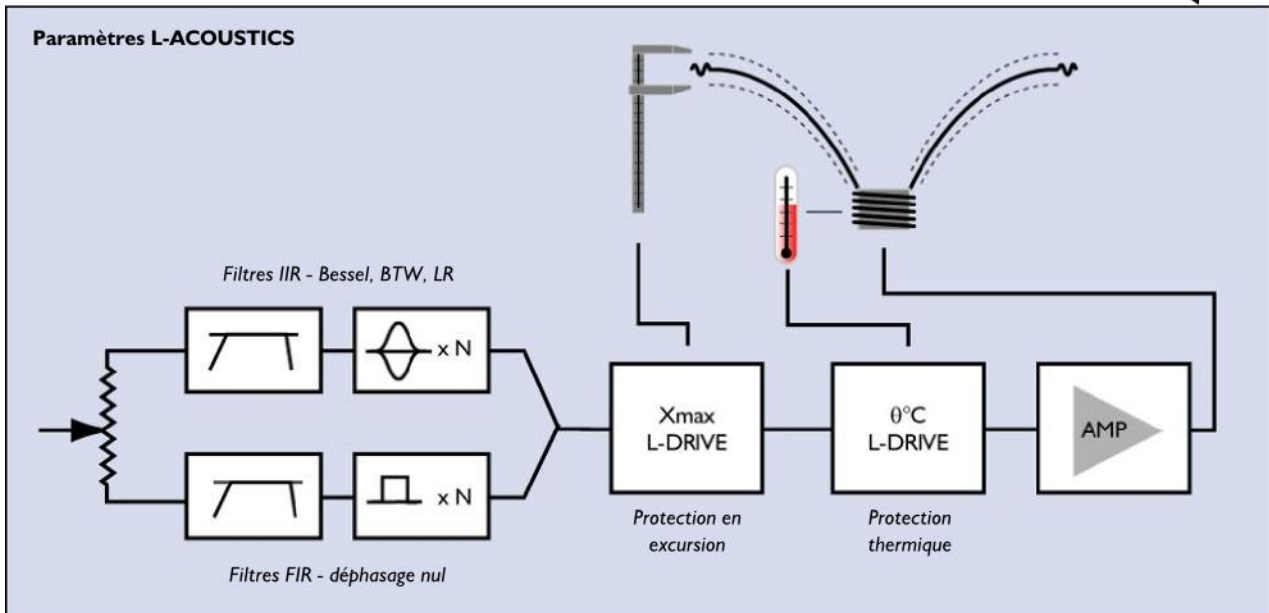 Paramètres L-ACOUSTICS
Filtres IIR - Bessel, BTW, LR
x N
x N
Filtres FIR - déphasage nul
Xmax
L-DRIVE
Protection en
excursion
θ°C
L-DRIVE
Protection
thermique
AMP